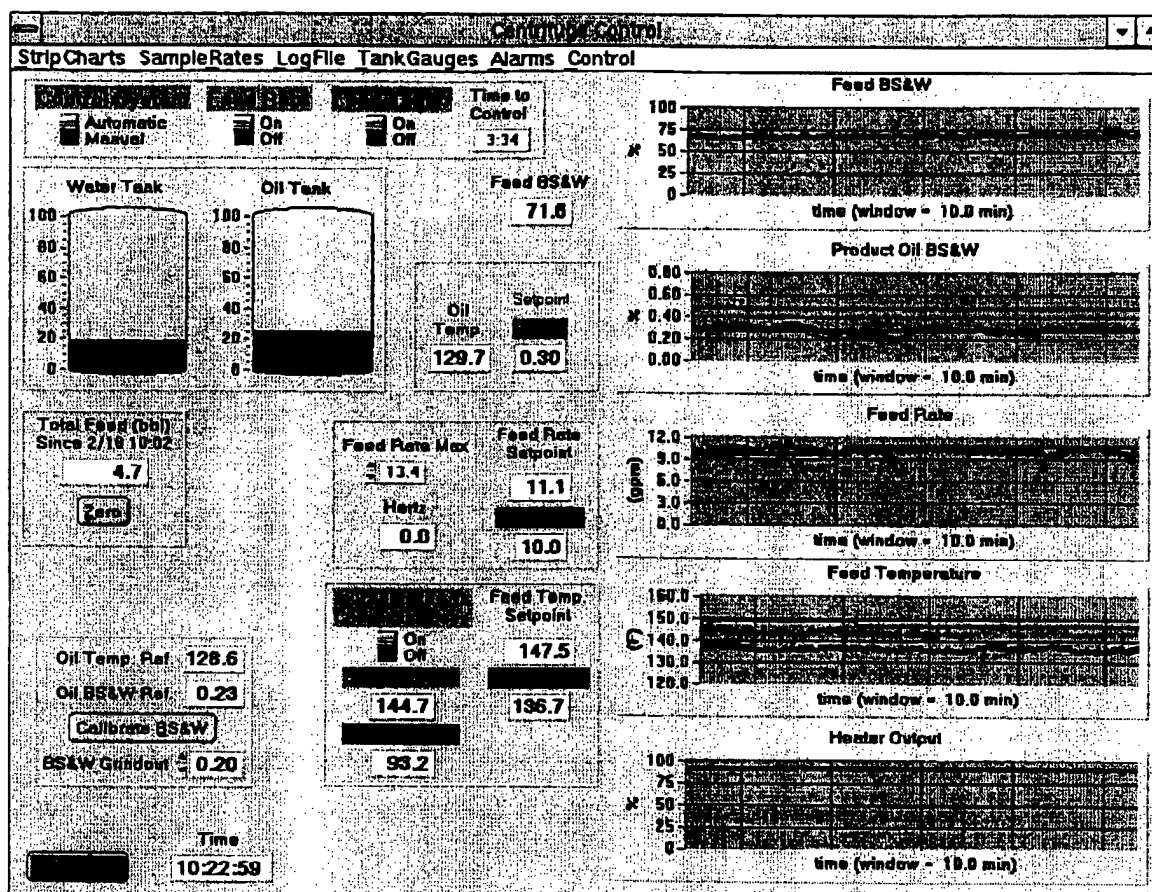 Centrifuge Control
StripCharts SampleRates LogFile TankGauges Alarms Control
Control System
Automatic
Manual
On
Off
On
Off
Time to
Control
3:34
Water Tank
100
80
60
40
20
0
Oil Tank
100
80
60
40
20
0
Feed BS&W
71.6
Oil
Temp
129.7
Setpoint
0.30
Total Feed (bbl)
Since 2/18 10:02
4.7
Zero
Feed Rate Max
13.4
Hertz
0.0
Feed Rate
Setpoint
11.1
10.0
On
Off
144.7
93.2
Feed Temp
Setpoint
147.5
136.7
Oil Temp. Ref. 128.6
Oil BS&W Ref. 0.23
Calibrate BS&W
BS&W Grindout 0.20
Time
10:22:59
Feed BS&W
100
75
50
25
0
%
time (window = 10.0 min)
Product Oil BS&W
0.80
0.60
0.40
0.20
0.00
%
time (window = 10.0 min)
Feed Rate
12.0
9.0
6.0
3.0
0.0
(gpm)
time (window = 10.0 min)
Feed Temperature
160.0
150.0
140.0
130.0
120.0
(F)
time (window = 10.0 min)
Heater Output
100
75
50
25
0
%
time (window = 10.0 min)